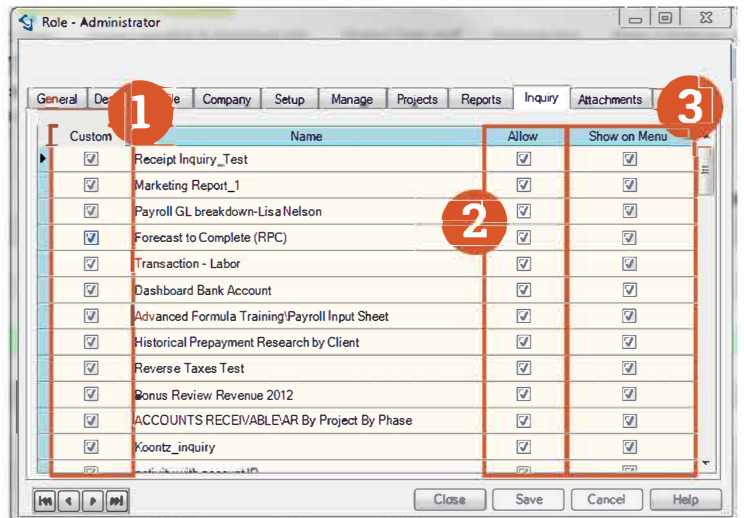 Role - Administrator
General De le Company Setup Manage Projects Reports Inquiry Attachments
1
3
Custom Name Allow Show on Menu
Receipt Inquiry_Test
Marketing Report_1
Payroll GL breakdown-Lisa Nelson
2
Forecast to Complete (RPC)
Transaction - Labor
Dashboard Bank Account
Advanced Formula Training\Payroll Input Sheet
Historical Prepayment Research by Client
Reverse Taxes Test
Bonus Review Revenue 2012
ACCOUNTS RECEIVABLE\AR By Project By Phase
Koontz_inquiry
Close Save Cancel Help